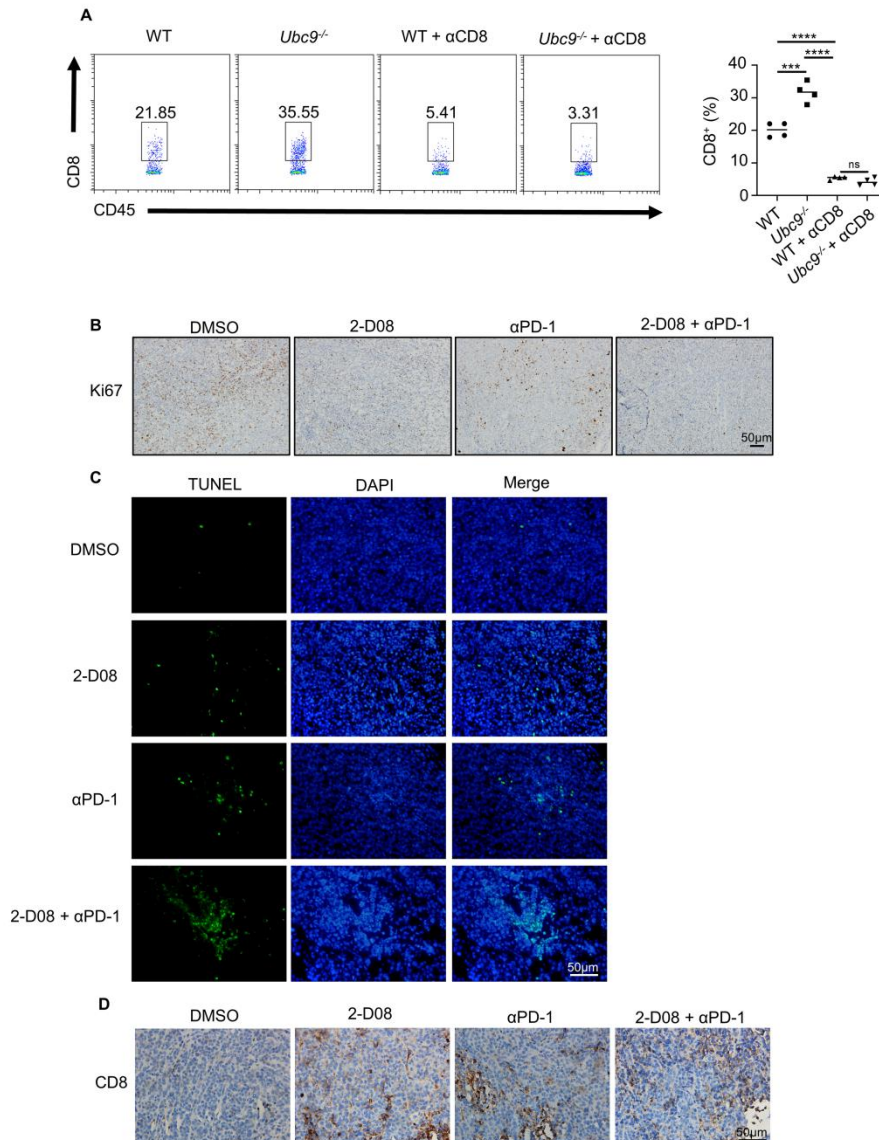 A
WT
Ubc9-/-
WT + αCD8
Ubc9-/- + αCD8
21.85
35.55
5.41
3.31
CD8
CD45
****
****
***
ns
40
30
20
10
0
CD8+ (%)
WT
Ubc9-/-
WT + αCD8
Ubc9-/- + αCD8
B
DMSO
2-D08
αPD-1
2-D08 + αPD-1
Ki67
50μm
C
TUNEL
DAPI
Merge
DMSO
2-D08
αPD-1
2-D08 + αPD-1
50μm
D
DMSO
2-D08
αPD-1
2-D08 + αPD-1
CD8
50μm